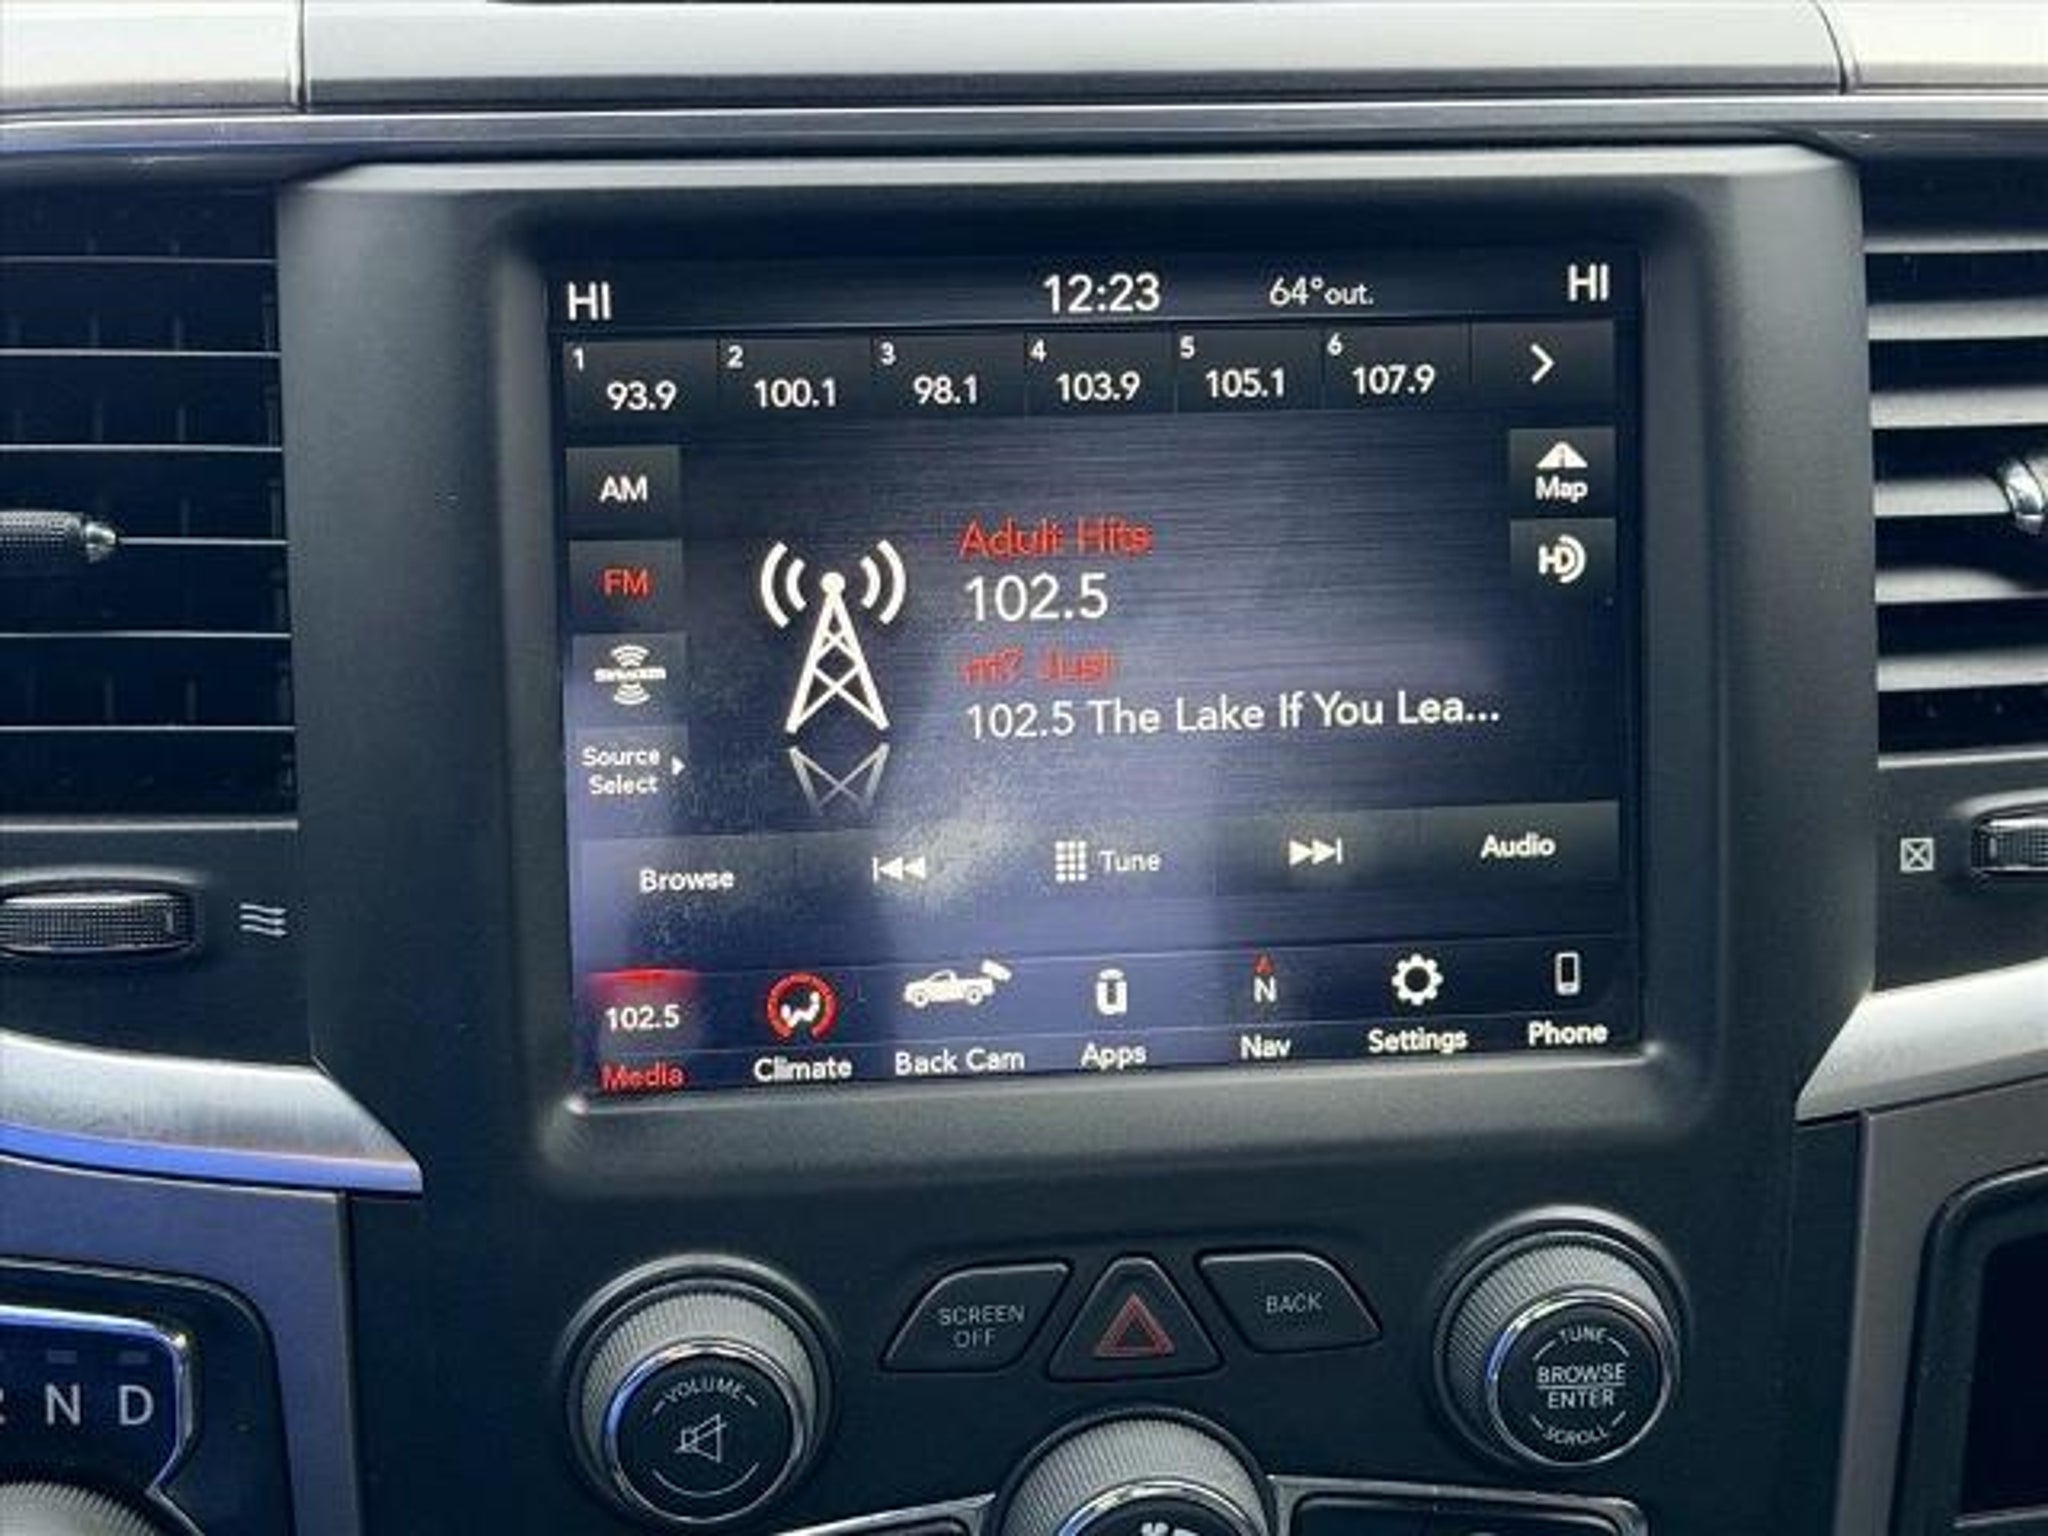 HI 12:23 64°out. HI
1 93.9 2 100.1 3 98.1 4 103.9 5 105.1 6 107.9
AM
Map
Adult Hits
HD
102.5
FM
102.5 The Lake If You Lea...
SiriusXM
Source
Select
Browse Tune Audio
102.5 N
Media Climate Back Cam Apps Nav Settings Phone
SCREEN
OFF
BACK
VOLUME
TUNE
BROWSE
ENTER
SCROLL
N D